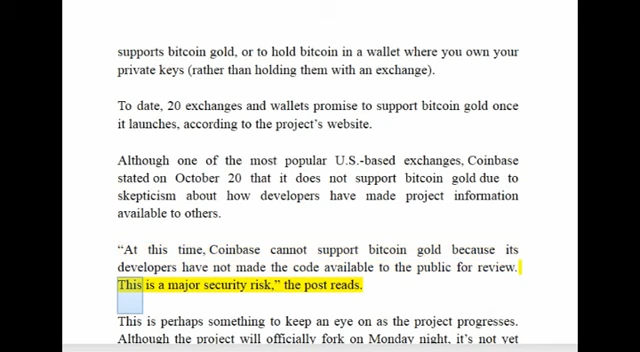 supports bitcoin gold, or to hold bitcoin in a wallet where you own your
private keys (rather than holding them with an exchange).
To date, 20 exchanges and wallets promise to support bitcoin gold once
it launches, according to the project's website.
Although one of the most popular U.S.-based exchanges, Coinbase
stated on October 20 that it does not support bitcoin gold due to
skepticism about how developers have made project information
available to others.
“At this time, Coinbase cannot support bitcoin gold because its
developers have not made the code available to the public for review.
This is a major security risk,” the post reads.
This is perhaps something to keep an eye on as the project progresses.
Although the project will officially fork on Monday night, it's not yet